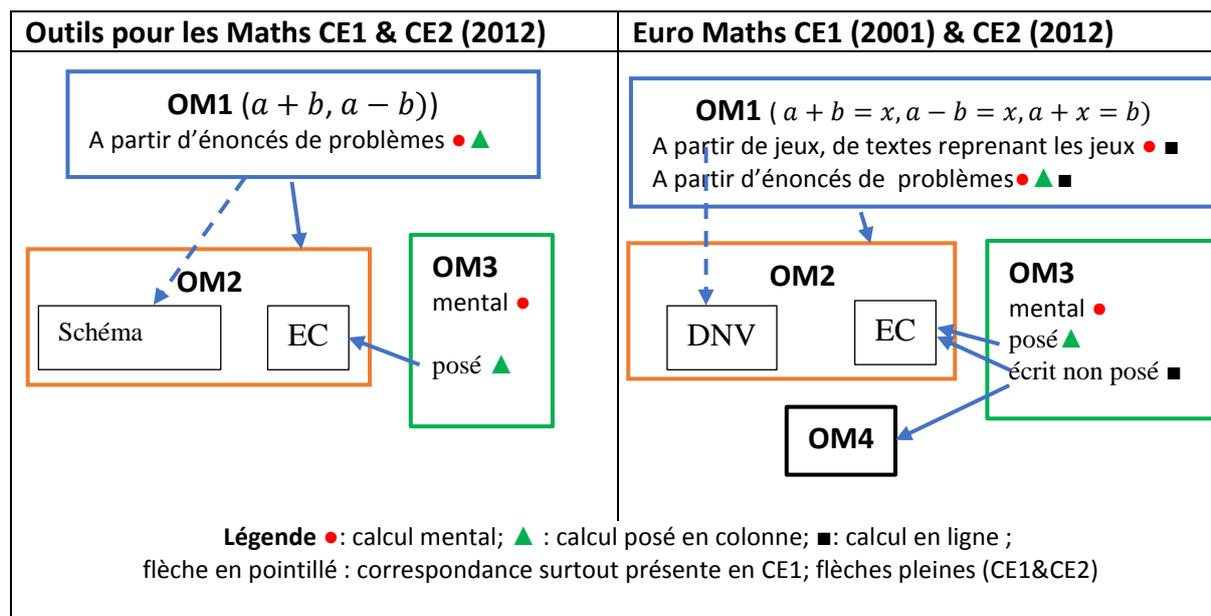 Outils pour les Maths CE1 & CE2 (2012)
OM1 (a + b, a − b))
A partir d’énoncés de problèmes ● ▲
OM2
Schéma
EC
OM3
mental ●
posé ▲
Euro Maths CE1 (2001) & CE2 (2012)
OM1 ( a + b = x, a − b = x, a + x = b)
A partir de jeux, de textes reprenant les jeux ● ■
A partir d’énoncés de problèmes● ▲ ■
OM2
DNV
EC
OM3
mental ●
posé ▲
écrit non posé ■
OM4
Légende ●: calcul mental; ▲ : calcul posé en colonne; ■: calcul en ligne ;
flèche en pointillé : correspondance surtout présente en CE1; flèches pleines (CE1&CE2)